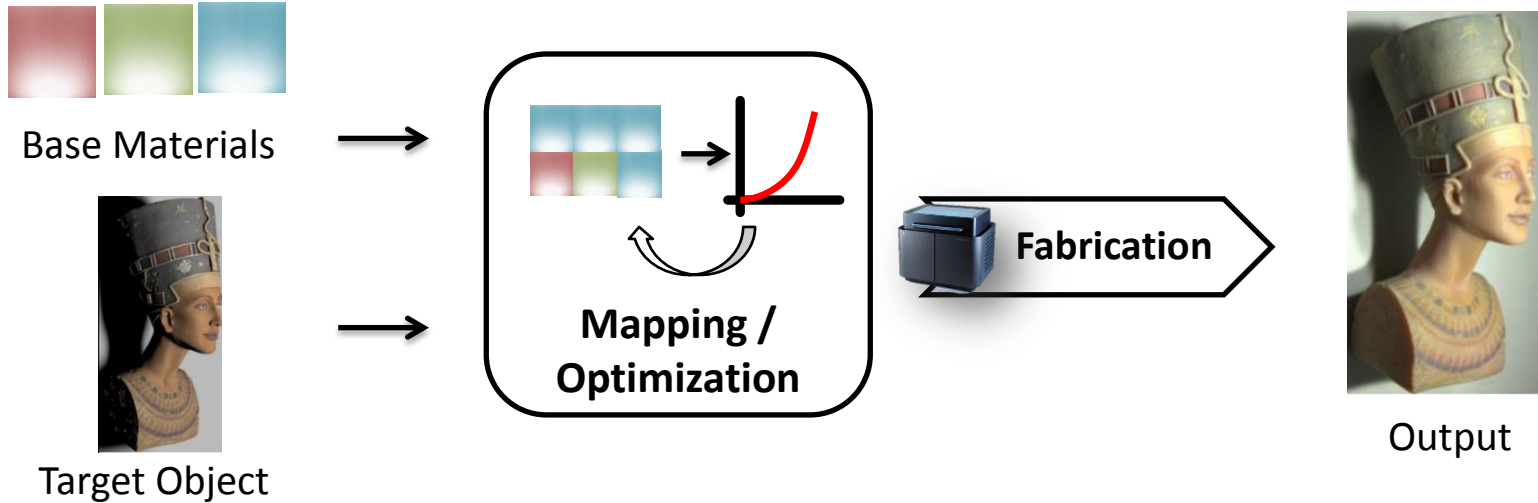 Base Materials
Target Object
Mapping /
Optimization
Fabrication
Output